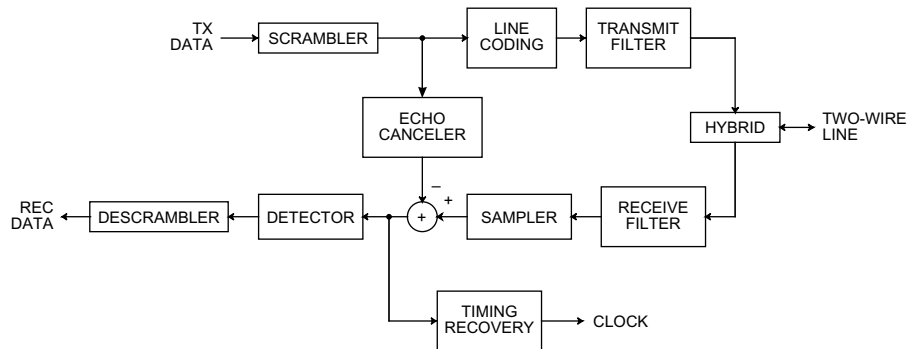 TX
DATA
SCRAMBLER
LINE
CODING
TRANSMIT
FILTER
ECHO
CANCELER
HYBRID
TWO-WIRE
LINE
–
+
REC
DATA
DESCRAMBLER
DETECTOR
+
SAMPLER
RECEIVE
FILTER
TIMING
RECOVERY
CLOCK